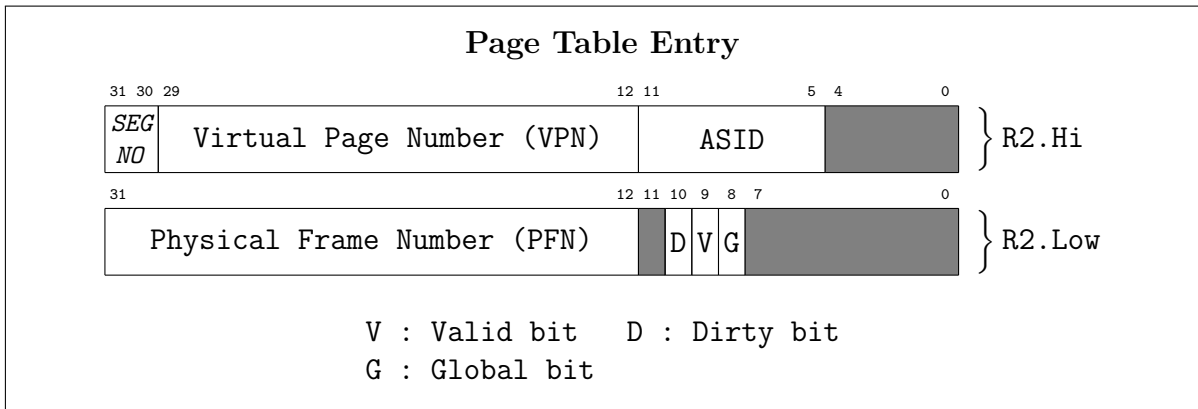 Page Table Entry
31 30 29 12 11 5 4 0
SEG NO Virtual Page Number (VPN) ASID R2.Hi
31 12 11 10 9 8 7 0
Physical Frame Number (PFN) D V G R2.Low
V : Valid bit D : Dirty bit
G : Global bit